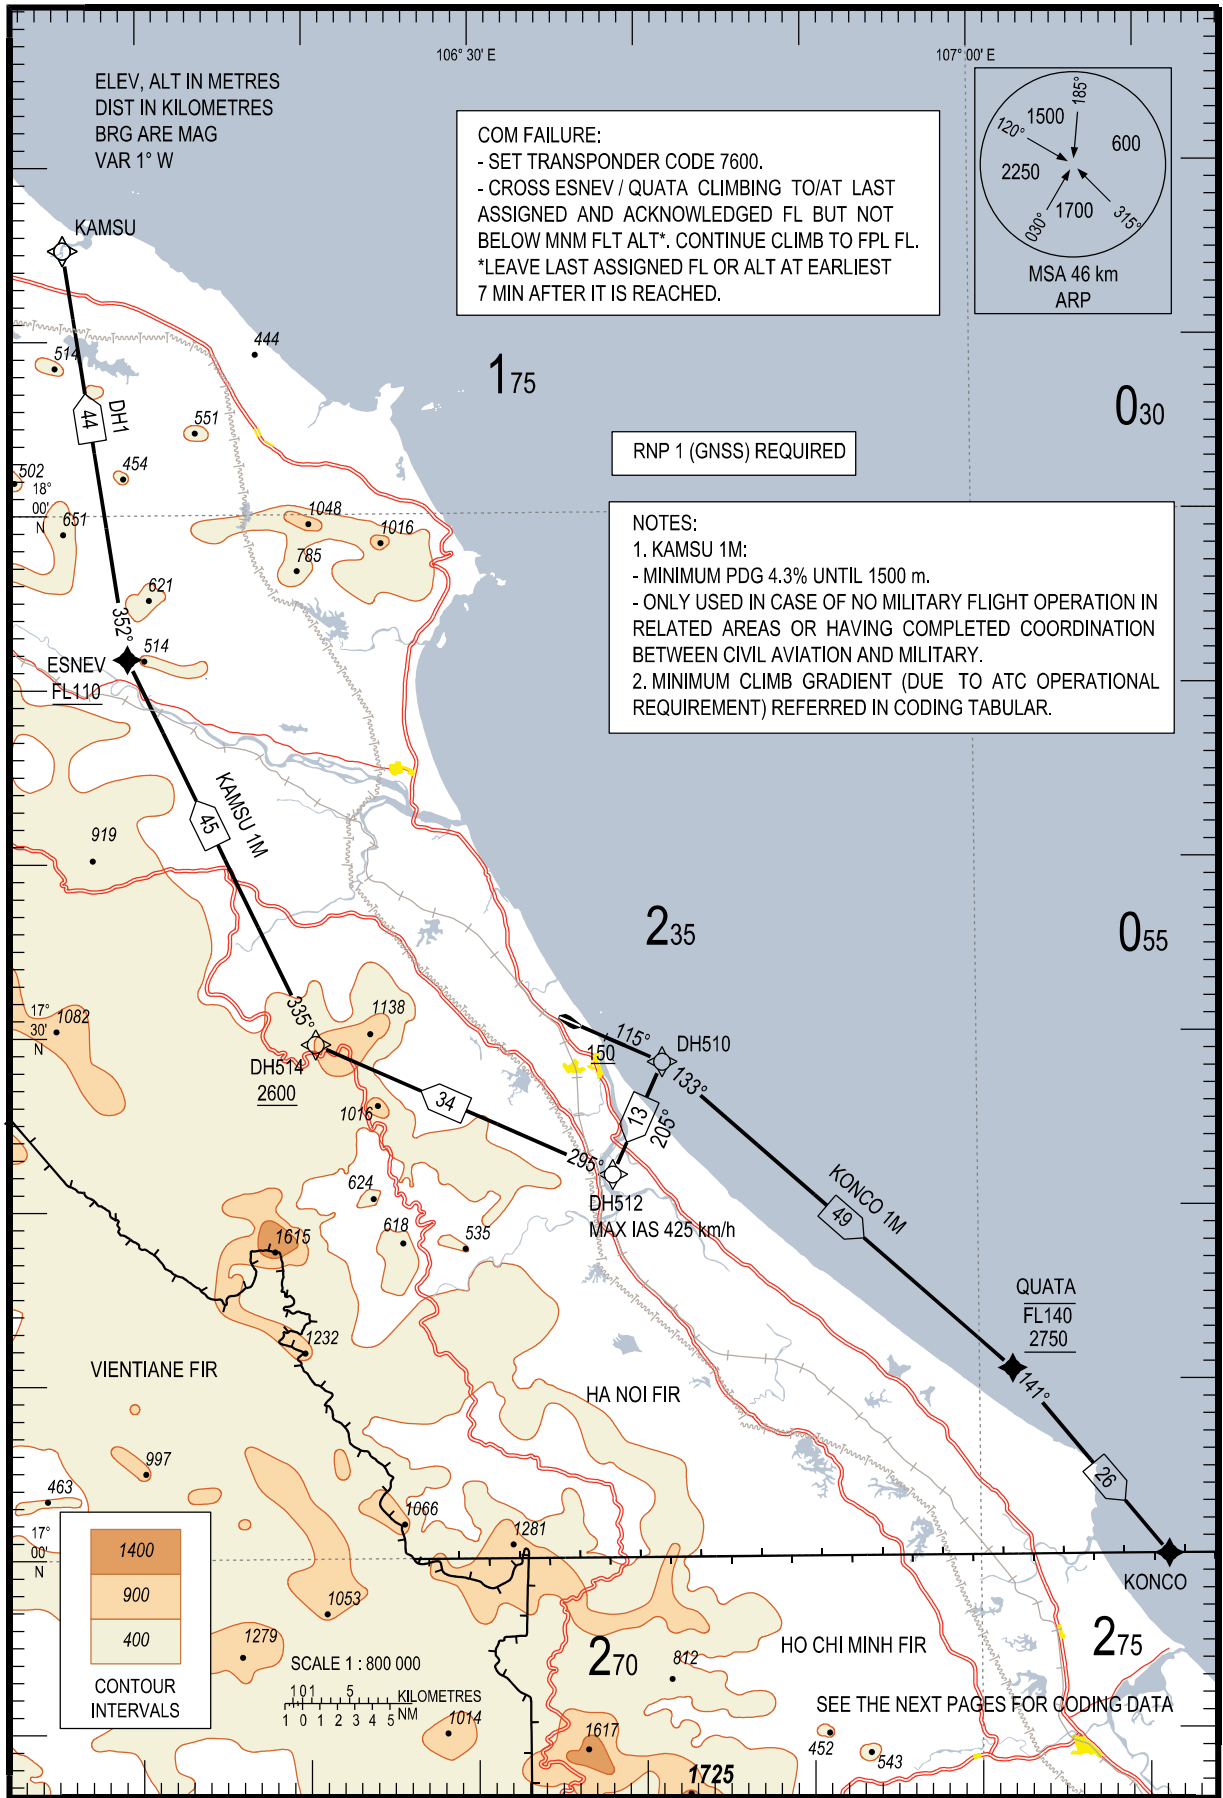 106° 30' E
107° 00' E
ELEV, ALT IN METRES
DIST IN KILOMETRES
BRG ARE MAG
VAR 1° W
COM FAILURE:
- SET TRANSPONDER CODE 7600.
- CROSS ESNEV / QUATA CLIMBING TO/AT LAST
ASSIGNED AND ACKNOWLEDGED FL BUT NOT
BELOW MNM FLT ALT*. CONTINUE CLIMB TO FPL FL.
*LEAVE LAST ASSIGNED FL OR ALT AT EARLIEST
7 MIN AFTER IT IS REACHED.
185°
1500
120°
600
2250
1700
030°
315°
MSA 46 km
ARP
KAMSU
444
514
175
030
DH1
44
551
RNP 1 (GNSS) REQUIRED
454
502
18°
00'
N
651
1048
1016
785
621
NOTES:
1. KAMSU 1M:
- MINIMUM PDG 4.3% UNTIL 1500 m.
- ONLY USED IN CASE OF NO MILITARY FLIGHT OPERATION IN
RELATED AREAS OR HAVING COMPLETED COORDINATION
BETWEEN CIVIL AVIATION AND MILITARY.
2. MINIMUM CLIMB GRADIENT (DUE TO ATC OPERATIONAL
REQUIREMENT) REFERRED IN CODING TABULAR.
352°
514
ESNEV
FL110
KAMSU 1M
45
919
235
055
17°
30'
N
1082
335°
1138
115°
DH510
150
DH514
2600
133°
34
13
205°
1016
295°
624
DH512
MAX IAS 425 km/h
KONCO 1M
49
618
535
1615
QUATA
FL140
2750
1232
VIENTIANE FIR
HA NOI FIR
141°
997
26
463
1066
1281
17°
00'
N
1400
900
400
CONTOUR
INTERVALS
KONCO
1053
1279
270
275
HO CHI MINH FIR
812
SCALE 1 : 800 000
1 0 1 5 KILOMETRES
1 0 1 2 3 4 5 NM
SEE THE NEXT PAGES FOR CODING DATA
1014
1617
452
543
1725